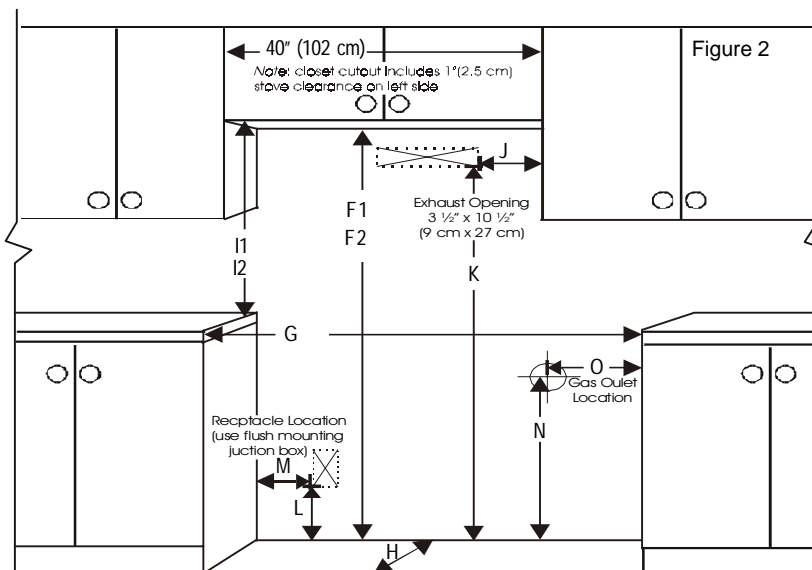 40" (102 cm)
Figure 2
Note: closet cutout includes 1"(2.5 cm)
stove clearance on left side
J
F1
F2
Exhaust Opening
3 ½" x 10 ½"
(9 cm x 27 cm)
I1
I2
K
G
O
Gas Oulet
Location
N
Recptacle Location
(use flush mounting
juction box)
M
L
H